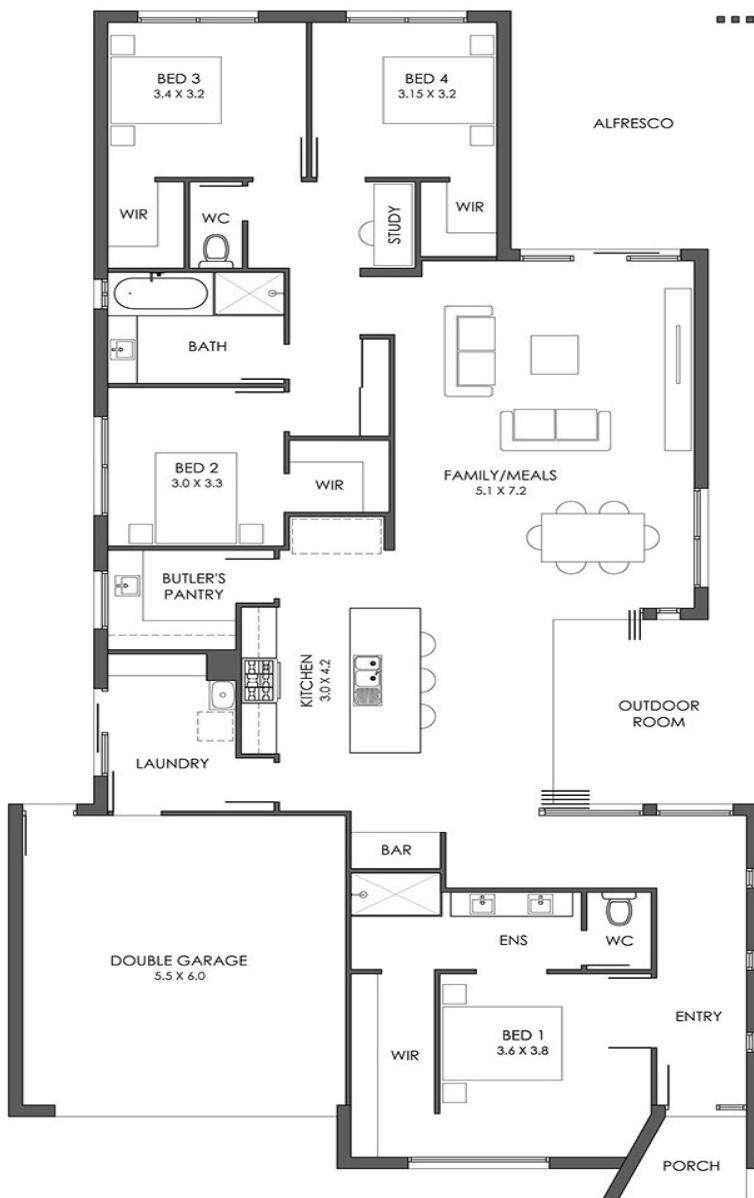 BED 3
3.4 X 3.2
BED 4
3.15 X 3.2
ALFRESCO
WIR
WC
STUDY
WIR
BATH
BED 2
3.0 X 3.3
WIR
FAMILY/MEALS
5.1 X 7.2
BUTLER'S
PANTRY
KITCHEN
3.0 X 4.2
OUTDOOR
ROOM
LAUNDRY
BAR
DOUBLE GARAGE
5.5 X 6.0
ENS
WC
WIR
BED 1
3.6 X 3.8
ENTRY
PORCH